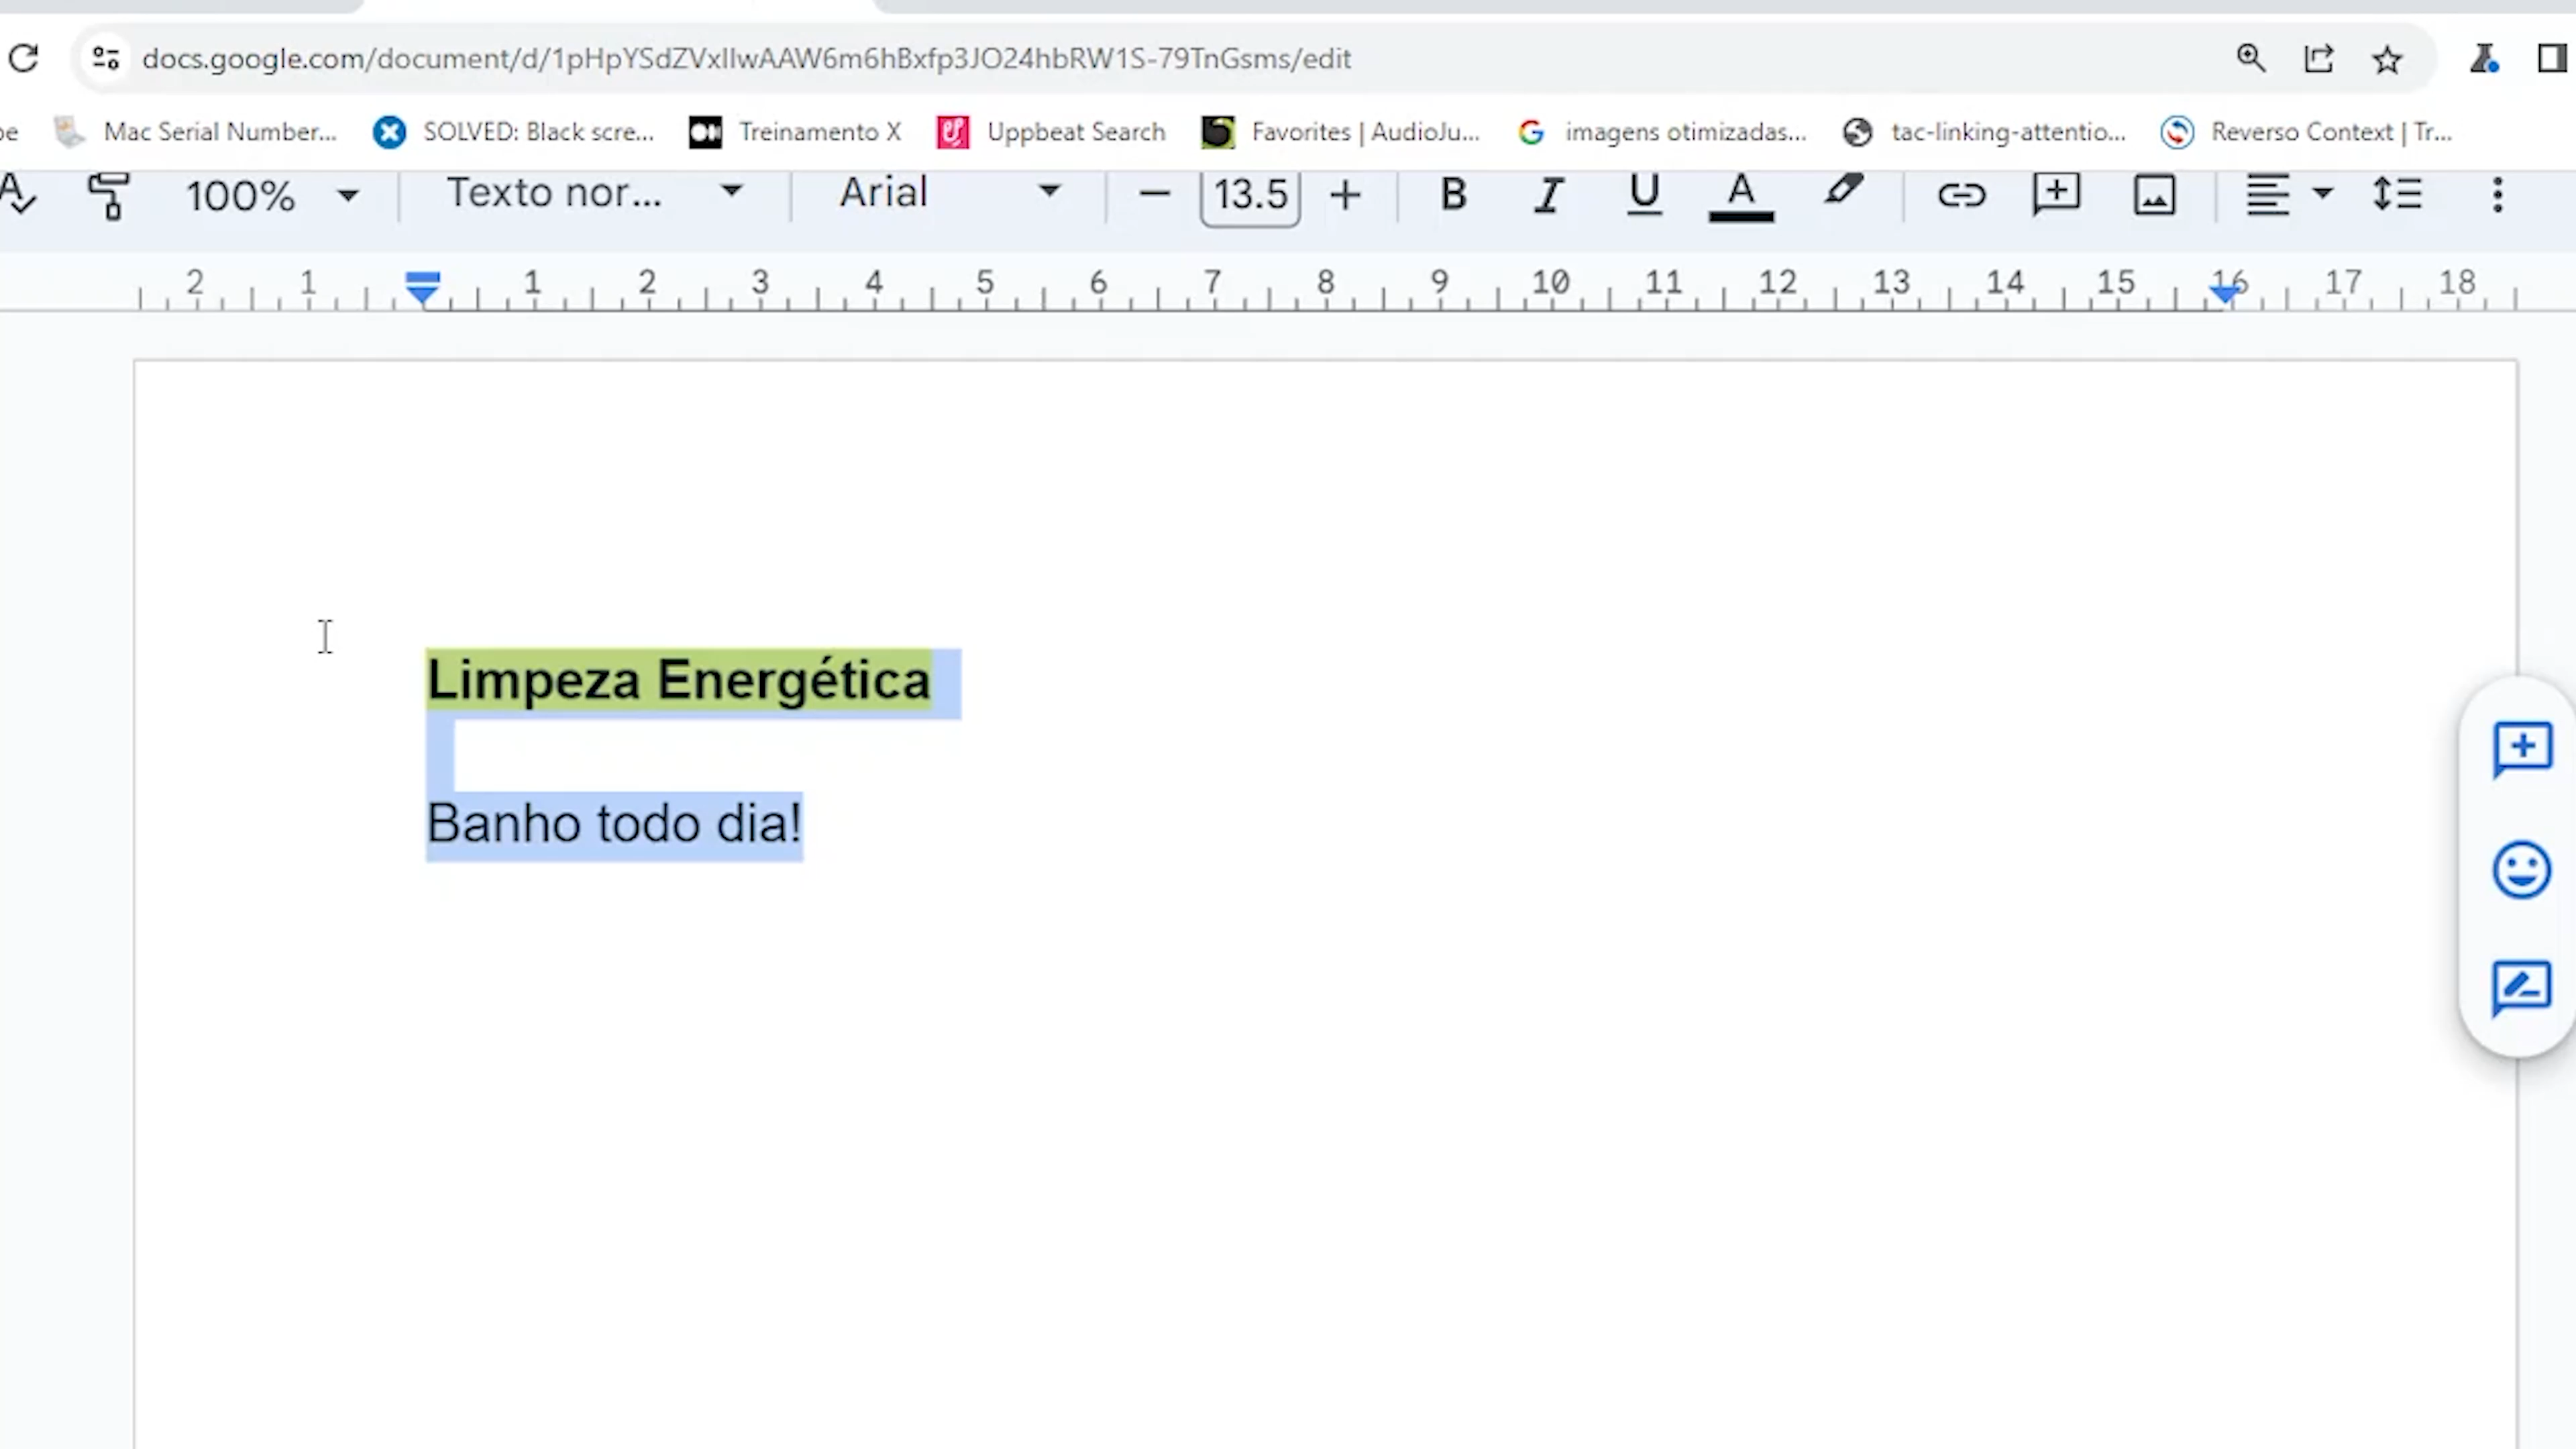 docs.google.com/document/d/1pHpYSdZVxIlwAAW6m6hBxfp3JO24hbRW1S-79TnGsms/edit
Mac Serial Number... SOLVED: Black scre... Treinamento X Uppbeat Search Favorites | AudioJu... imagens otimizadas... tac-linking-attentio... Reverso Context | Tr...
100% Texto nor... Arial 13.5 B I U A
2 1 1 2 3 4 5 6 7 8 9 10 11 12 13 14 15 16 17 18
Limpeza Energética
Banho todo dia!